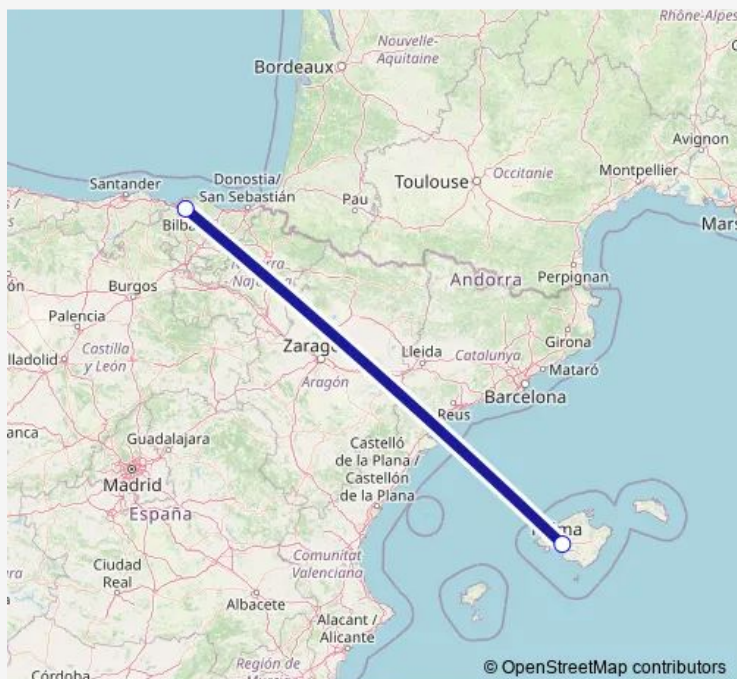 Rhône-Alpes
Nouvelle-
Aquitaine
Bordeaux
Avignon
Occitanie
Montpellier
Toulouse
Santander
Donostia/
San Sebastián
Pau
Mars
Bilba
Perpignan
Andorra
Burgos
Palencia
Girona
Zarag
Lleida
Catalunya
Castilla
y León
Mataró
Aragón
Barcelona
Reus
Guadalajara
Castelló
de la Plana /
Castellón
de la Plana
Madrid
España
Ciudad
Real
Comunitat
Valenciana
Albacete
Alacant /
Alicante
Córdoba
Región de
© OpenStreetMap contributors